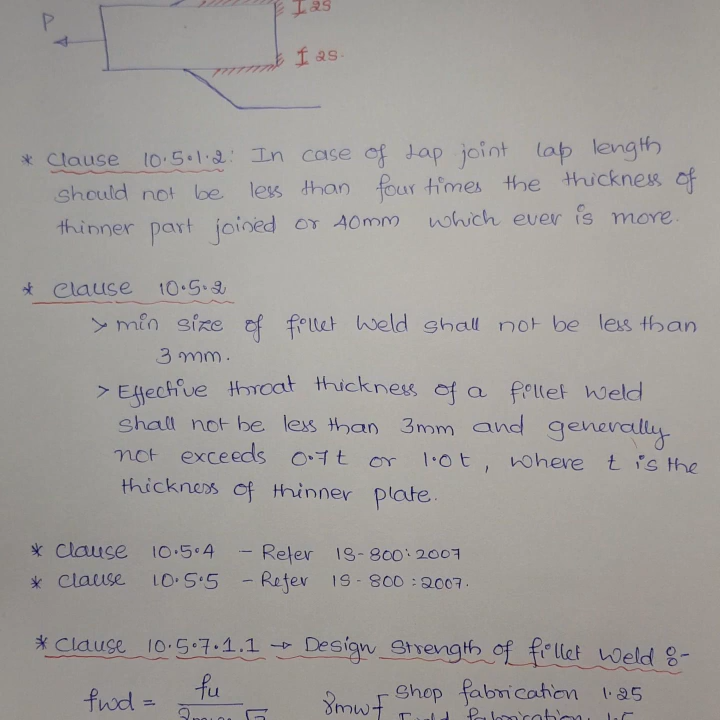 P
I 2S
I 2S.
* Clause 10.5.1.2: In case of Lap joint lap length
should not be less than four times the thickness of
thinner part joined or 40mm which ever is more.
* Clause 10.5.2
> min size of fillet weld shall not be less than
3 mm.
> Effective throat thickness of a fillet weld
shall not be less than 3mm and generally
not exceeds 0.7t or 1.0t, where t is the
thickness of thinner plate.
* Clause 10.5.4 - Refer IS-800:2007
* Clause 10.5.5 - Refer IS-800:2007.
* Clause 10.5.7.1.1 → Design Strength of fillet weld :-
fwd = fu γmw Shop fabrication 1.25
fabrication